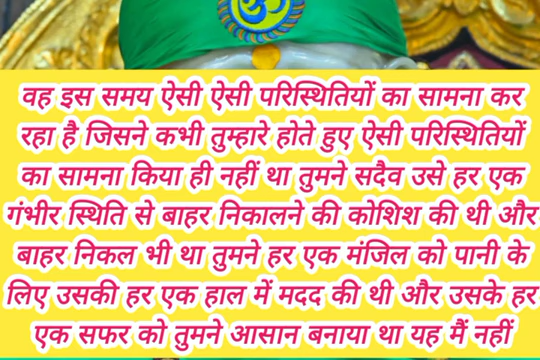 वह इस समय ऐसी ऐसी परिस्थितियों का सामना कर
रहा है जिसने कभी तुम्हारे होते हुए ऐसी परिस्थितियों
का सामना किया ही नहीं था तुमने सदैव उसे हर एक
गंभीर स्थिति से बाहर निकालने की कोशिश की थी और
बाहर निकल भी था तुमने हर एक मंजिल को पानी के
लिए उसकी हर एक हाल में मदद की थी और उसके हर
एक सफर को तुमने आसान बनाया था यह मैं नहीं